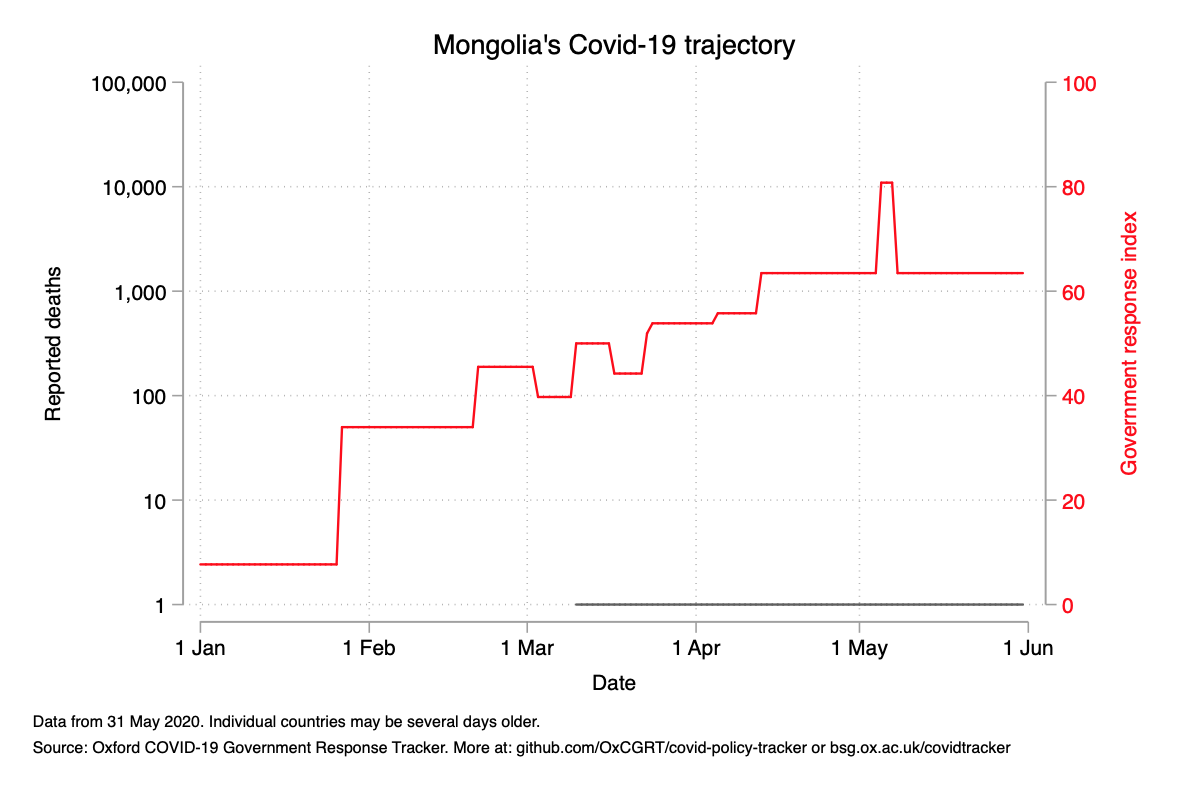 Mongolia's Covid-19 trajectory
100,000
10,000
1,000
100
10
1
Reported deaths
100
80
60
40
20
0
Government response index
1 Jan
1 Feb
1 Mar
1 Apr
1 May
1 Jun
Date
Data from 31 May 2020. Individual countries may be several days older.
Source: Oxford COVID-19 Government Response Tracker. More at: github.com/OxCGRT/covid-policy-tracker or bsg.ox.ac.uk/covidtracker